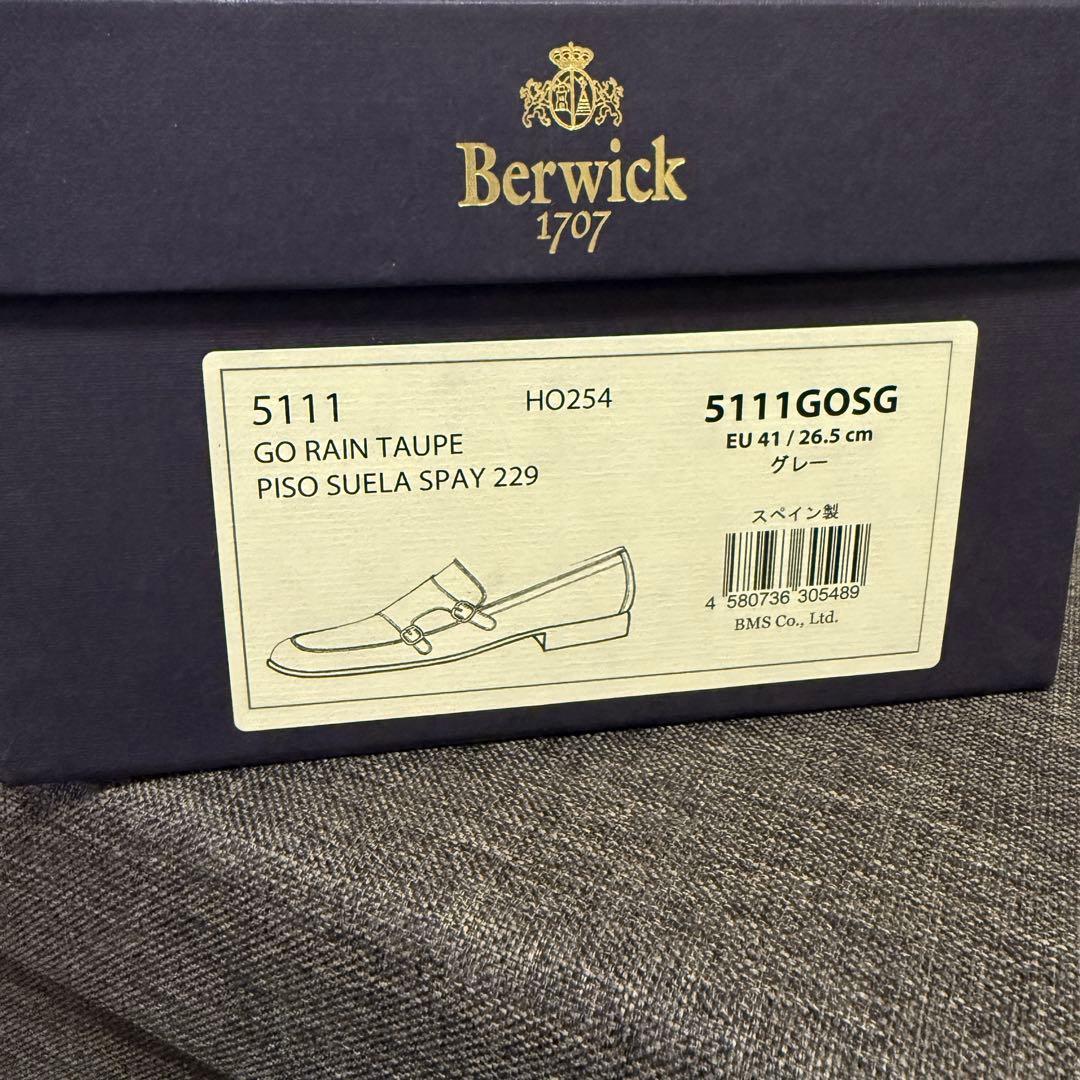 Berwick
1707
5111
GO RAIN TAUPE
PISO SUELA SPAY 229
HO254
5111GOSG
EU 41 / 26.5 cm
グレー
スペイン製
4 580736 305489
BMS Co., Ltd.